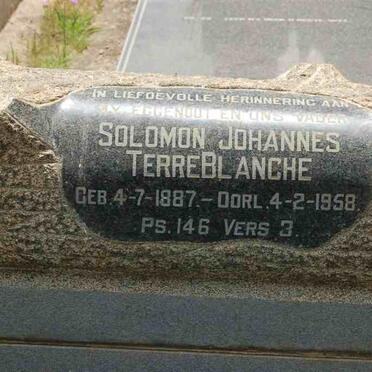 IN LIEFDEVOLLE HERINNERING AAN
MY EGGENOOT EN ONS VADER
SOLOMON JOHANNES
TERREBLANCHE
GEB. 4-7-1887.— OORL. 4-2-1958
PS. 146 VERS 3